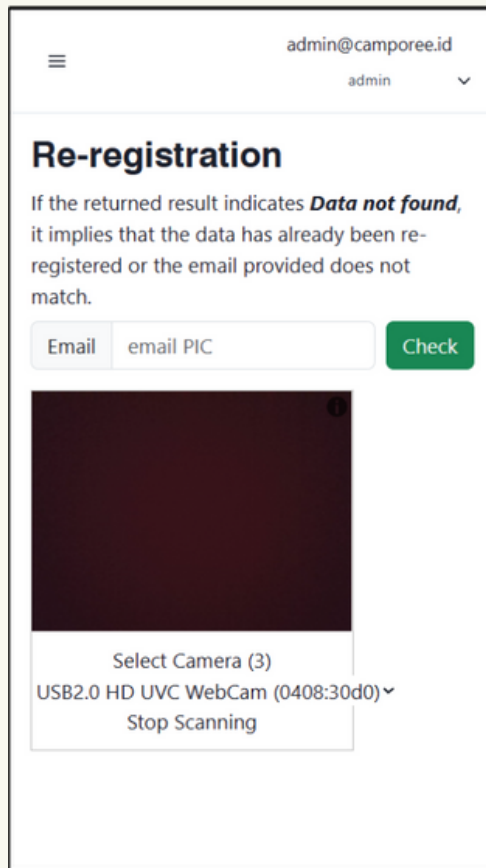 admin@camporee.id
admin
Re-registration
If the returned result indicates Data not found,
it implies that the data has already been re-
registered or the email provided does not
match.
Email email PIC Check
Select Camera (3)
USB2.0 HD UVC WebCam (0408:30d0)
Stop Scanning